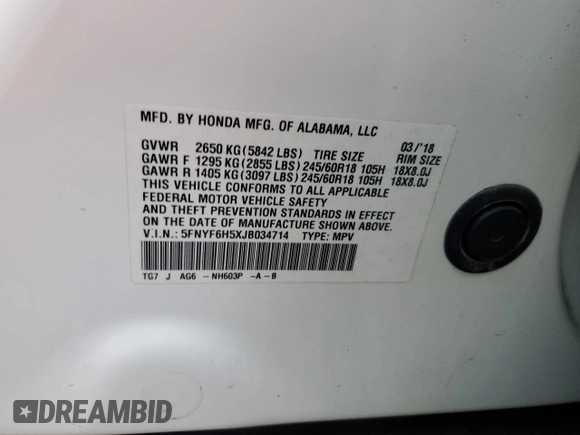 MFD. BY HONDA MFG. OF ALABAMA, LLC
GVWR 2650 KG(5842 LBS) TIRE SIZE 03/'18 RIM SIZE
GAWR F 1295 KG(2855 LBS) 245/60R18 105H 18X8.0J
GAWR R 1405 KG(3097 LBS) 245/60R18 105H 18X8.0J
THIS VEHICLE CONFORMS TO ALL APPLICABLE
FEDERAL MOTOR VEHICLE SAFETY
AND THEFT PREVENTION STANDARDS IN EFFECT
ON THE DATE OF MANUFACTURE SHOWN ABOVE.
V.I.N.: 5FNYF6H5XJB034714 TYPE: MPV
TG7 J AG6 -NH603P -A-B
DREAMBID